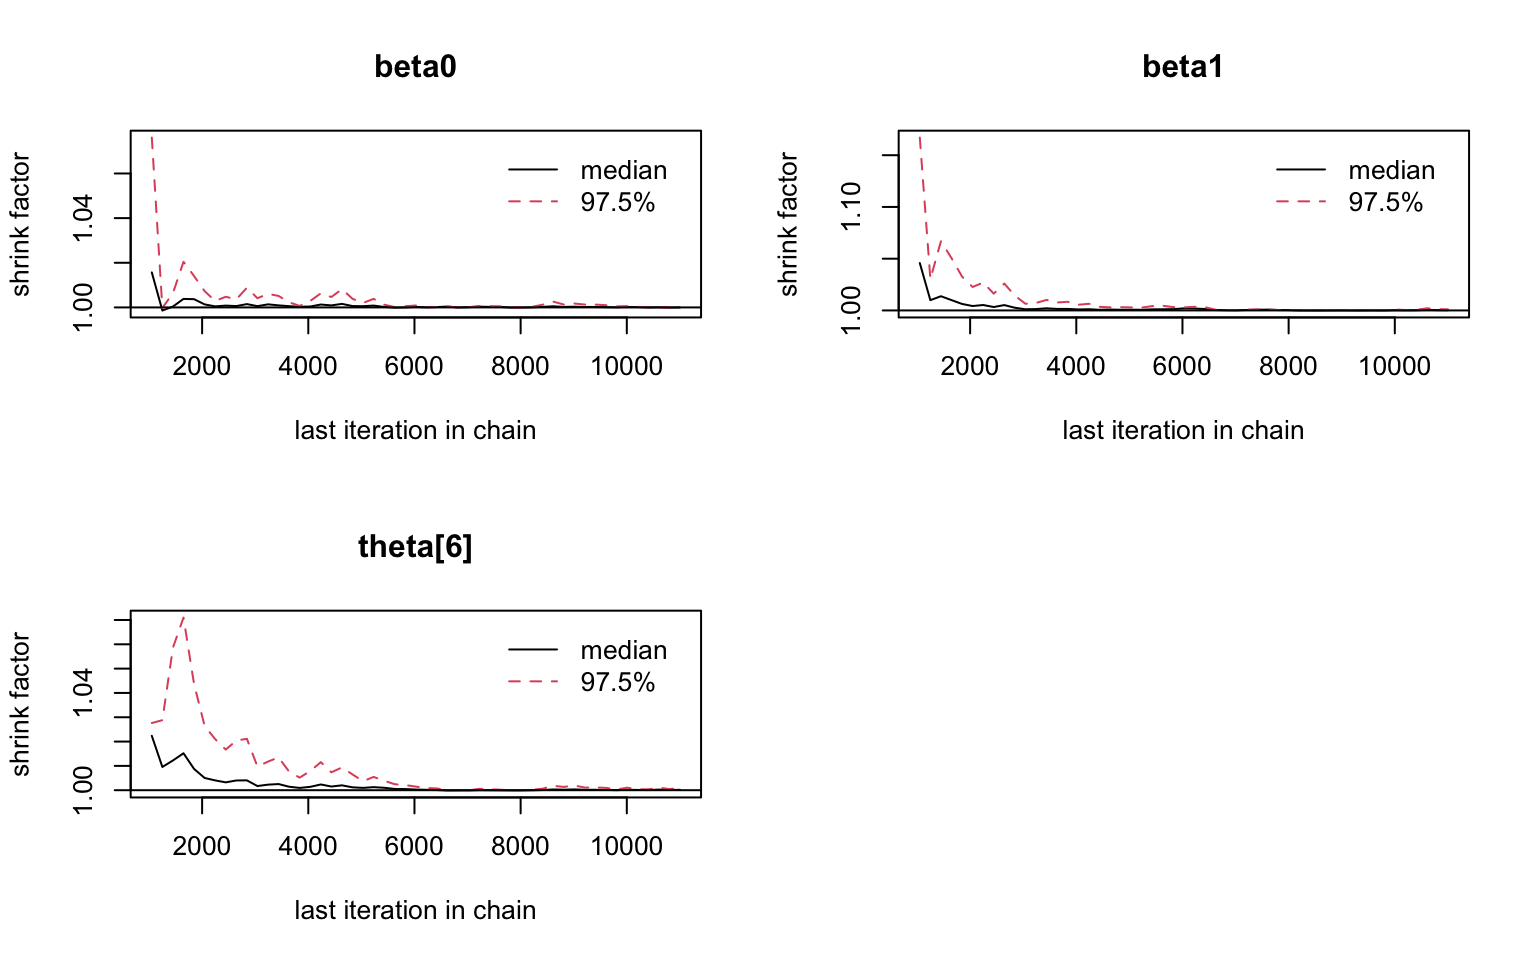 beta0
shrink factor
1.00
1.04
median
97.5%
2000 4000 6000 8000 10000
last iteration in chain
beta1
shrink factor
1.00
1.10
median
97.5%
2000 4000 6000 8000 10000
last iteration in chain
theta[6]
shrink factor
1.00
1.04
median
97.5%
2000 4000 6000 8000 10000
last iteration in chain